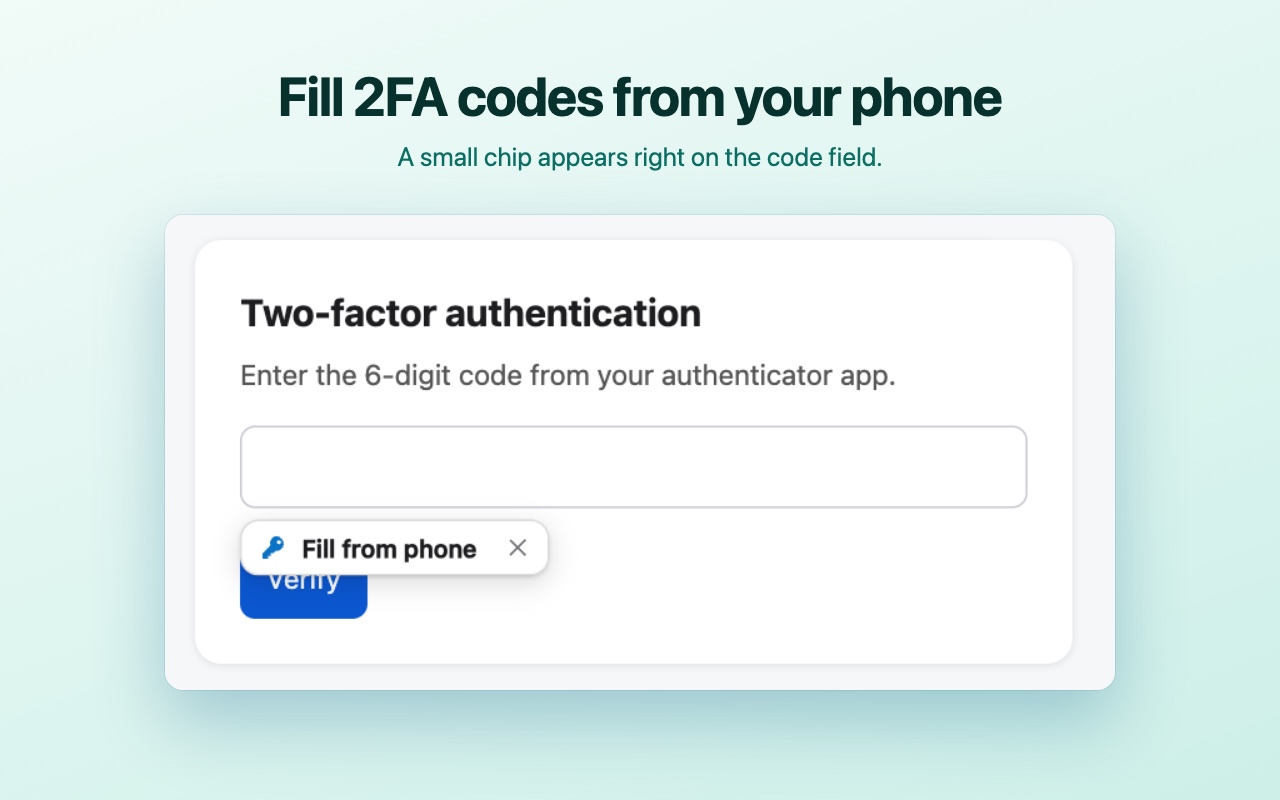 Fill 2FA codes from your phone
A small chip appears right on the code field.
Two-factor authentication
Enter the 6-digit code from your authenticator app.
Fill from phone
Verify